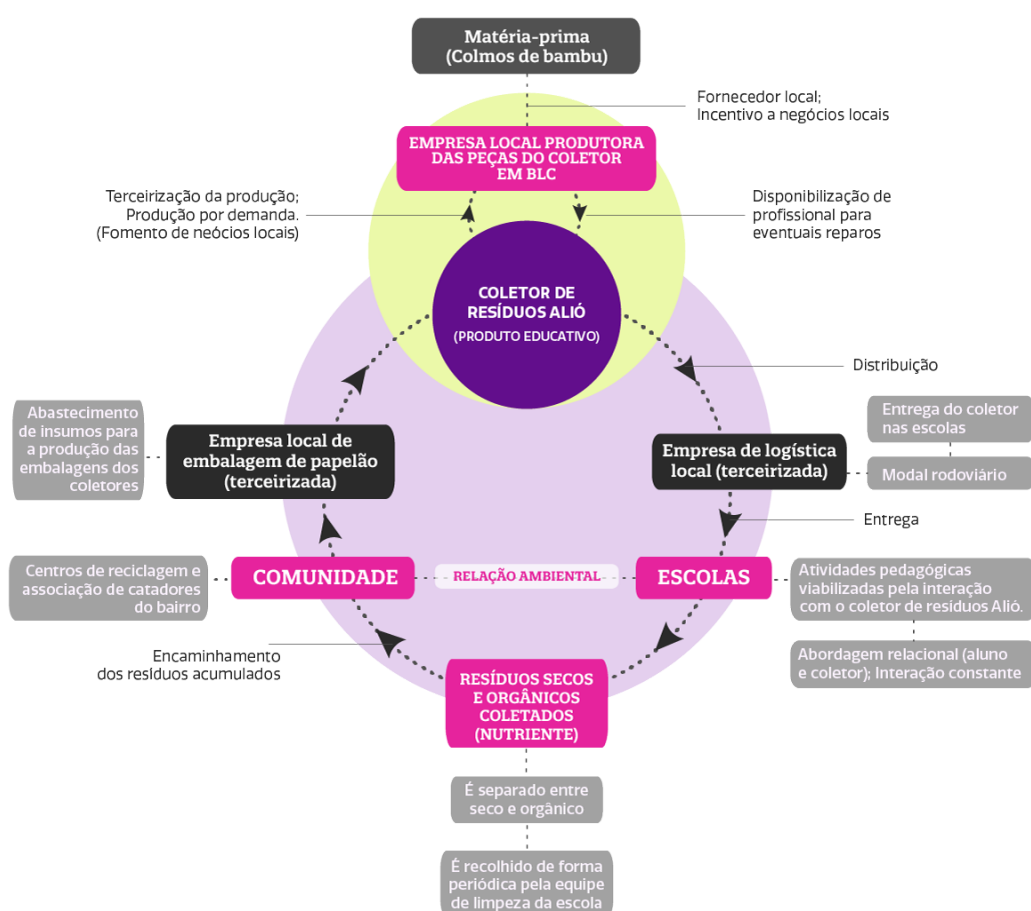 Matéria-prima
(Colmos de bambu)
Fornecedor local;
Incentivo a negócios locais
EMPRESA LOCAL PRODUTORA
DAS PEÇAS DO COLETOR
EM BLC
Terceirização da produção;
Produção por demanda.
(Fomento de neócios locais)
Disponibilização de
profissional para
eventuais reparos
COLETOR DE
RESÍDUOS ALIÓ
(PRODUTO EDUCATIVO)
Distribuição
Abastecimento
de insumos para
a produção das
embalagens dos
coletores
Empresa local de
embalagem de papelão
(terceirizada)
Empresa de logística
local (terceirizada)
Entrega do coletor
nas escolas
Modal rodoviário
Entrega
Centros de reciclagem e
associação de catadores
do bairro
COMUNIDADE
RELAÇÃO AMBIENTAL
ESCOLAS
Atividades pedagógicas
viabilizadas pela interação
com o coletor de resíduos Alió.
Abordagem relacional (aluno
e coletor); Interação constante
Encaminhamento
dos resíduos acumulados
RESÍDUOS SECOS
E ORGÂNICOS
COLETADOS
(NUTRIENTE)
É separado entre
seco e orgânico
É recolhido de forma
periódica pela equipe
de limpeza da escola